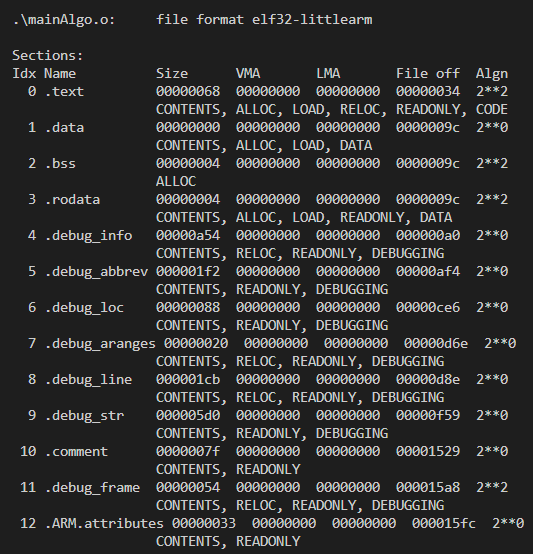 .\mainAlgo.o:     file format elf32-littlearm

Sections:
Idx Name          Size      VMA       LMA       File off  Algn
  0 .text         00000068  00000000  00000000  00000034  2**2
                  CONTENTS, ALLOC, LOAD, RELOC, READONLY, CODE
  1 .data         00000000  00000000  00000000  0000009c  2**0
                  CONTENTS, ALLOC, LOAD, DATA
  2 .bss          00000004  00000000  00000000  0000009c  2**2
                  ALLOC
  3 .rodata       00000004  00000000  00000000  0000009c  2**2
                  CONTENTS, ALLOC, LOAD, READONLY, DATA
  4 .debug_info   00000a54  00000000  00000000  000000a0  2**0
                  CONTENTS, RELOC, READONLY, DEBUGGING
  5 .debug_abbrev 000001f2  00000000  00000000  00000af4  2**0
                  CONTENTS, READONLY, DEBUGGING
  6 .debug_loc    00000088  00000000  00000000  00000ce6  2**0
                  CONTENTS, READONLY, DEBUGGING
  7 .debug_aranges 00000020  00000000  00000000  00000d6e  2**0
                  CONTENTS, RELOC, READONLY, DEBUGGING
  8 .debug_line   000001cb  00000000  00000000  00000d8e  2**0
                  CONTENTS, RELOC, READONLY, DEBUGGING
  9 .debug_str    000005d0  00000000  00000000  00000f59  2**0
                  CONTENTS, READONLY, DEBUGGING
 10 .comment      0000007f  00000000  00000000  00001529  2**0
                  CONTENTS, READONLY
 11 .debug_frame  00000054  00000000  00000000  000015a8  2**2
                  CONTENTS, RELOC, READONLY, DEBUGGING
 12 .ARM.attributes 00000033  00000000  00000000  000015fc  2**0
                  CONTENTS, READONLY